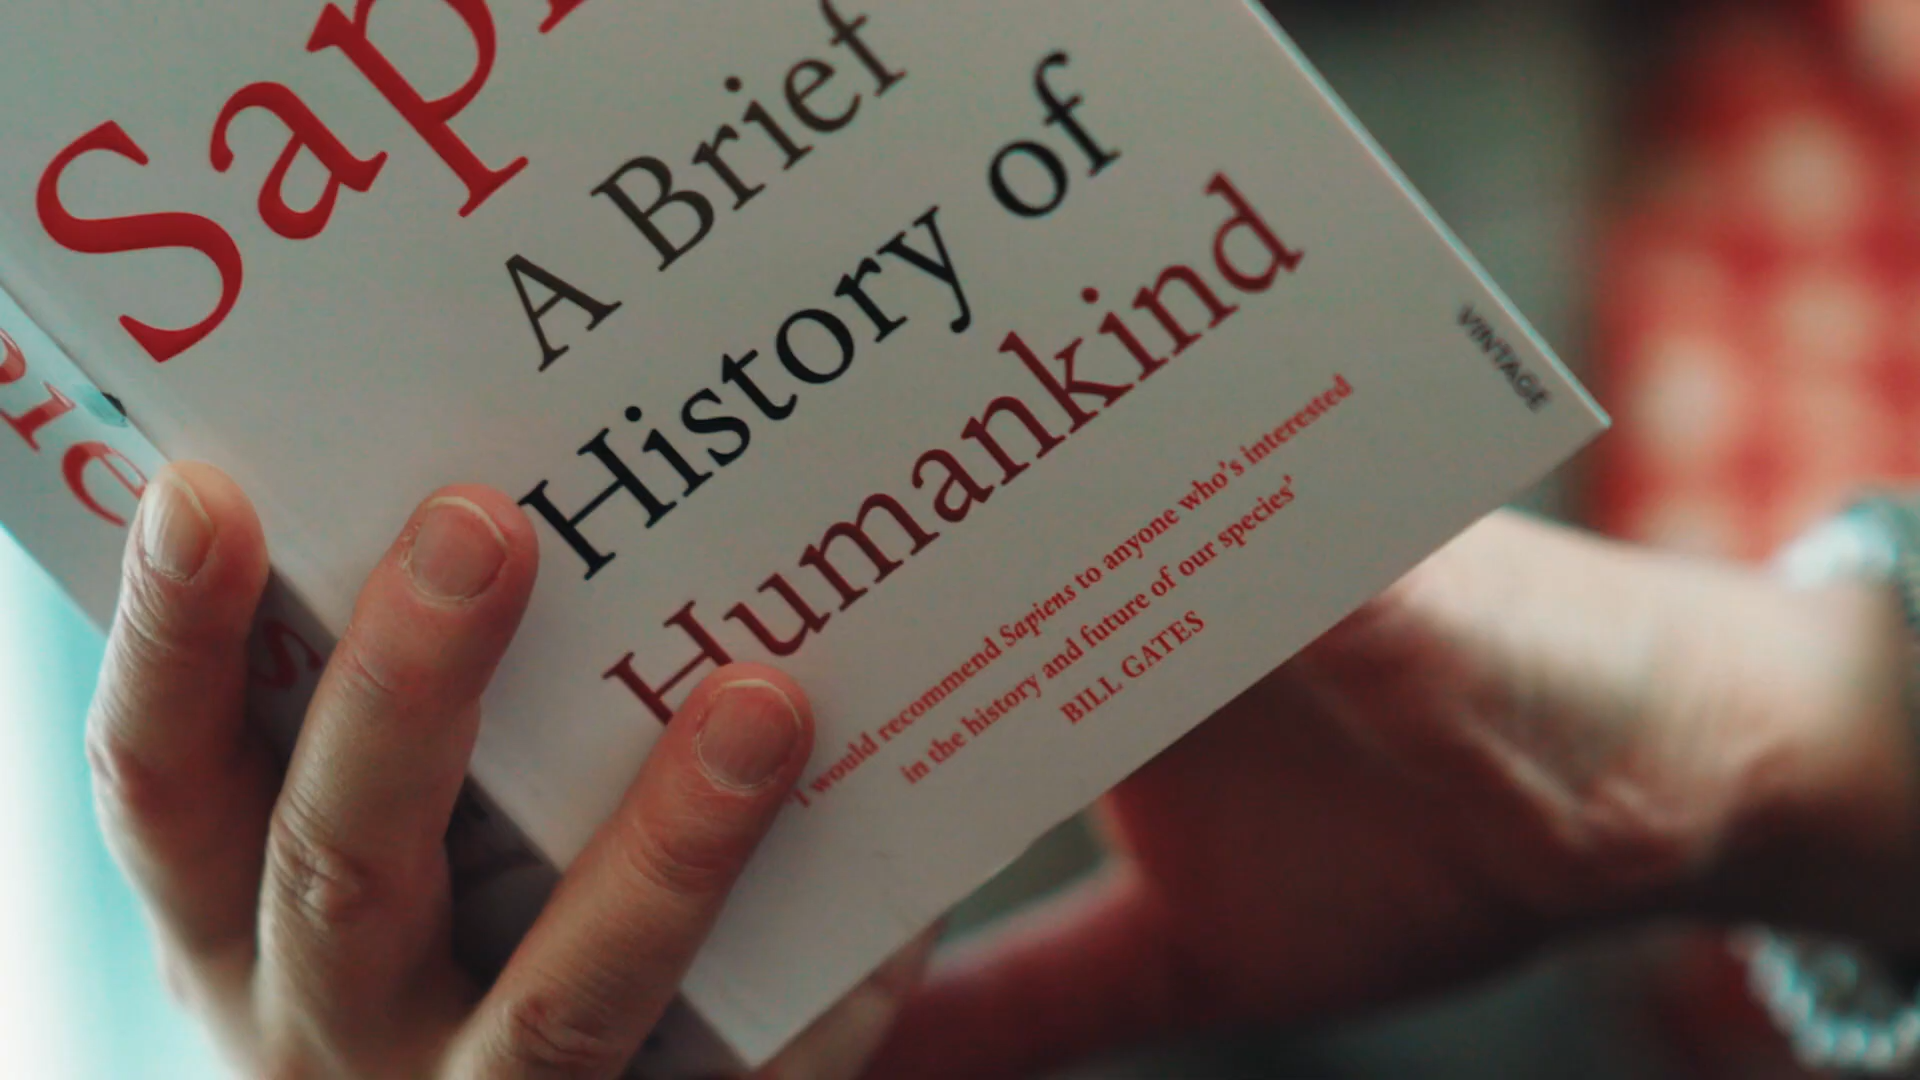 Sapi
A Brief
History of
Humankind
'I would recommend Sapiens to anyone who's interested
in the history and future of our species'
BILL GATES
VINTAGE
pie
s